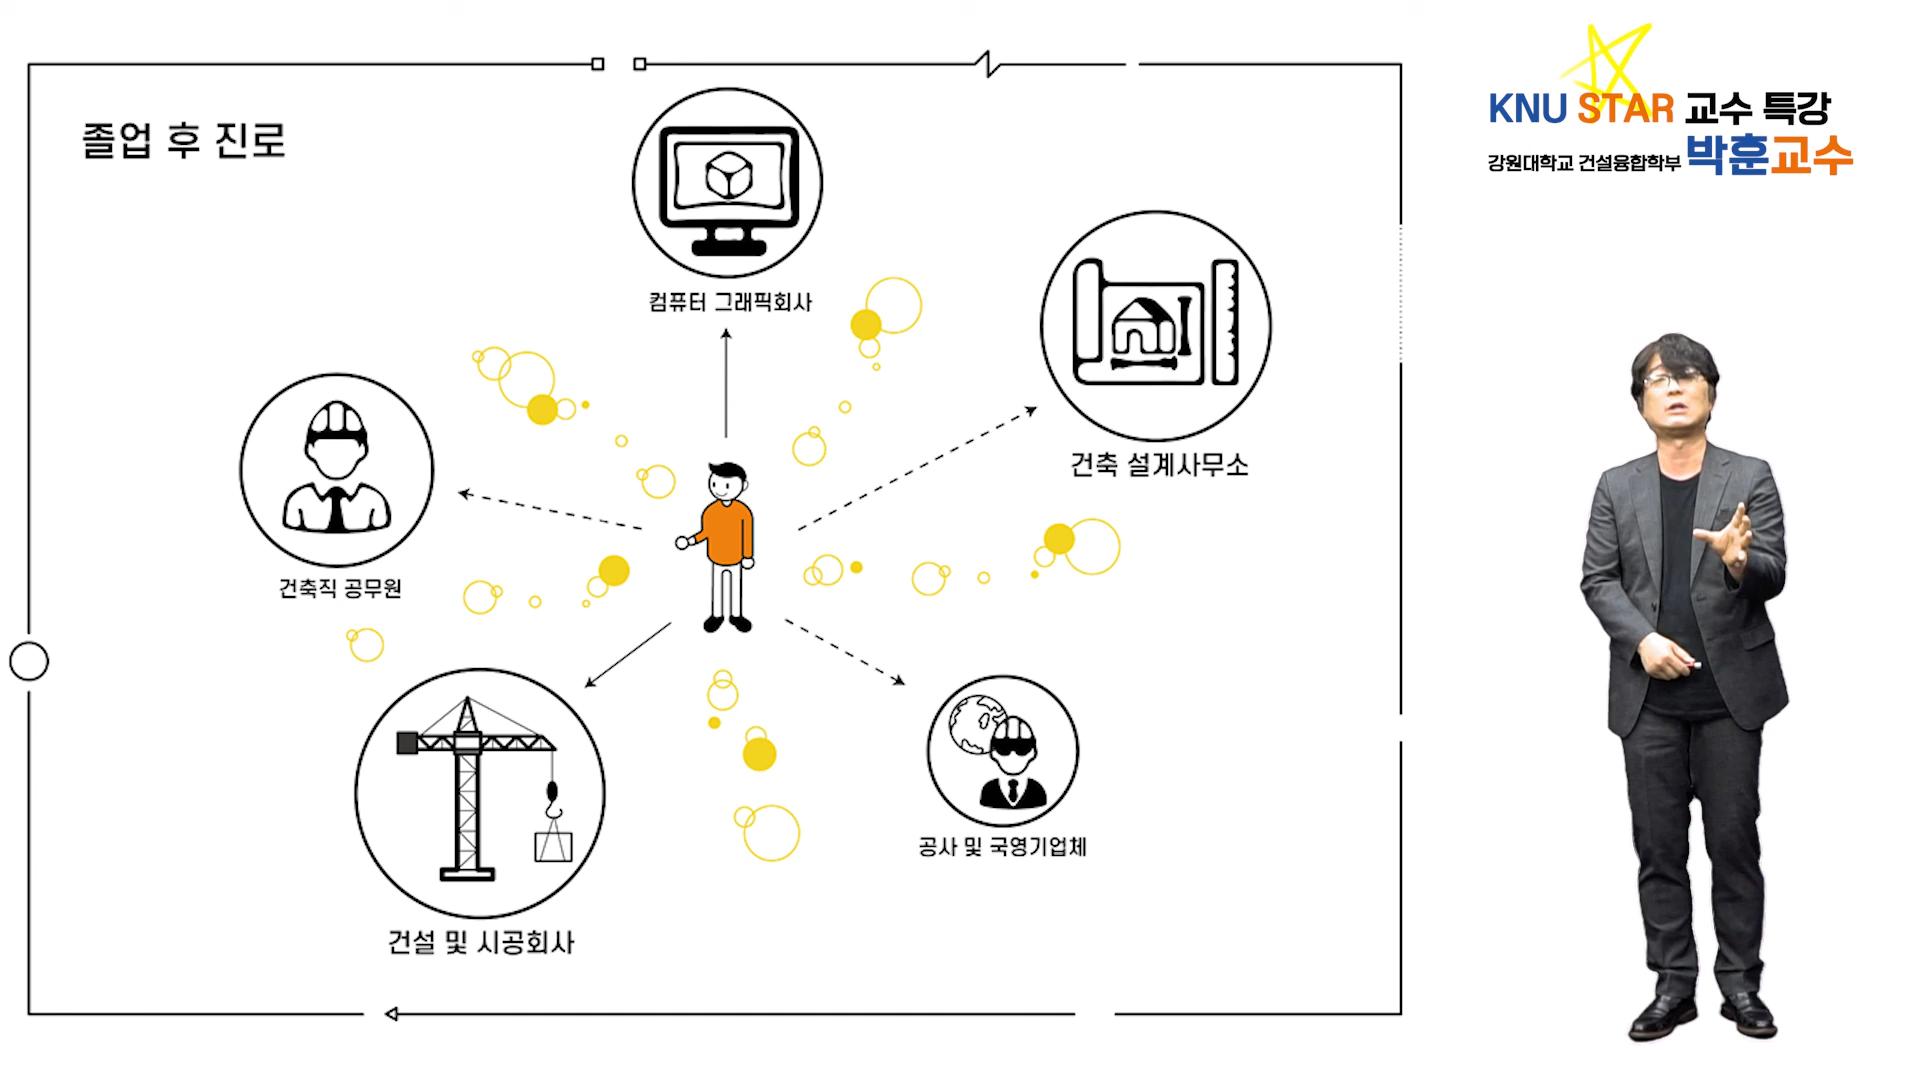 졸업 후 진로
컴퓨터 그래픽회사
건축 설계사무소
건축직 공무원
공사 및 국영기업체
건설 및 시공회사
KNU STAR 교수 특강
강원대학교 건설융합학부 박훈교수